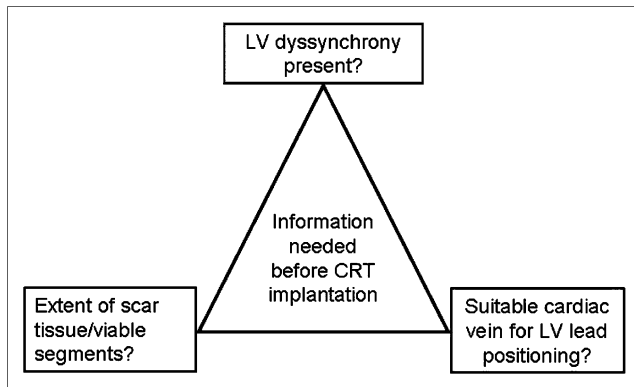 LV dyssynchrony
present?
Information
needed
before CRT
implantation
Extent of scar
tissue/viable
segments?
Suitable cardiac
vein for LV lead
positioning?